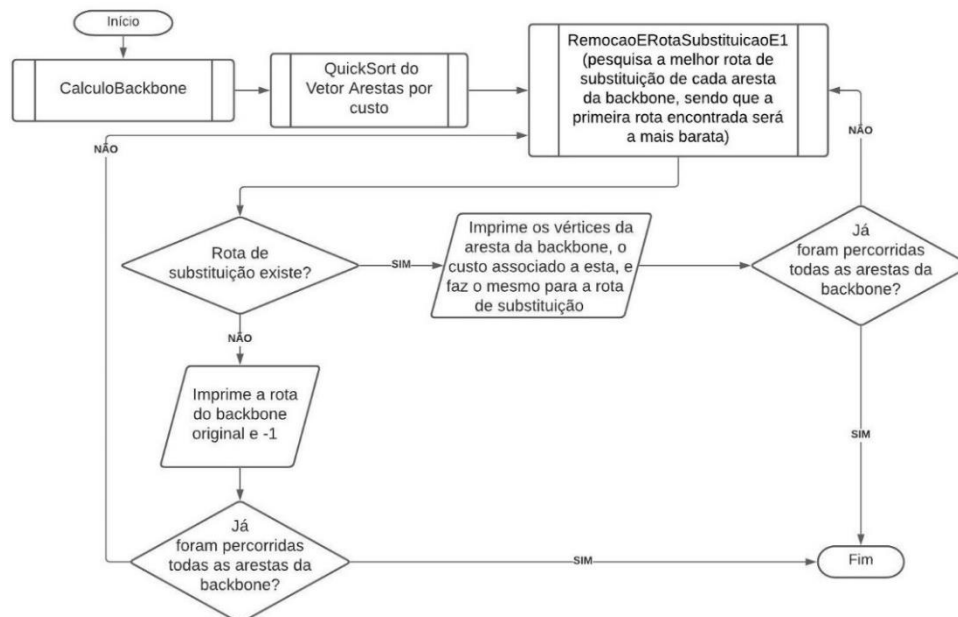 Início
CalculoBackbone
QuickSort do
Vetor Arestas por
custo
RemocaoERotaSubstituicaoE1
(pesquisa a melhor rota de
substituição de cada aresta
da backbone, sendo que a
primeira rota encontrada será
a mais barata)
NÃO
NÃO
Rota de
substituição existe?
SIM
Imprime os vértices da
aresta da backbone, o
custo associado a esta, e
faz o mesmo para a rota
de substituição
Já
foram percorridas
todas as arestas da
backbone?
NÃO
Imprime a rota
do backbone
original e -1
SIM
Já
foram percorridas
todas as arestas da
backbone?
SIM
Fim